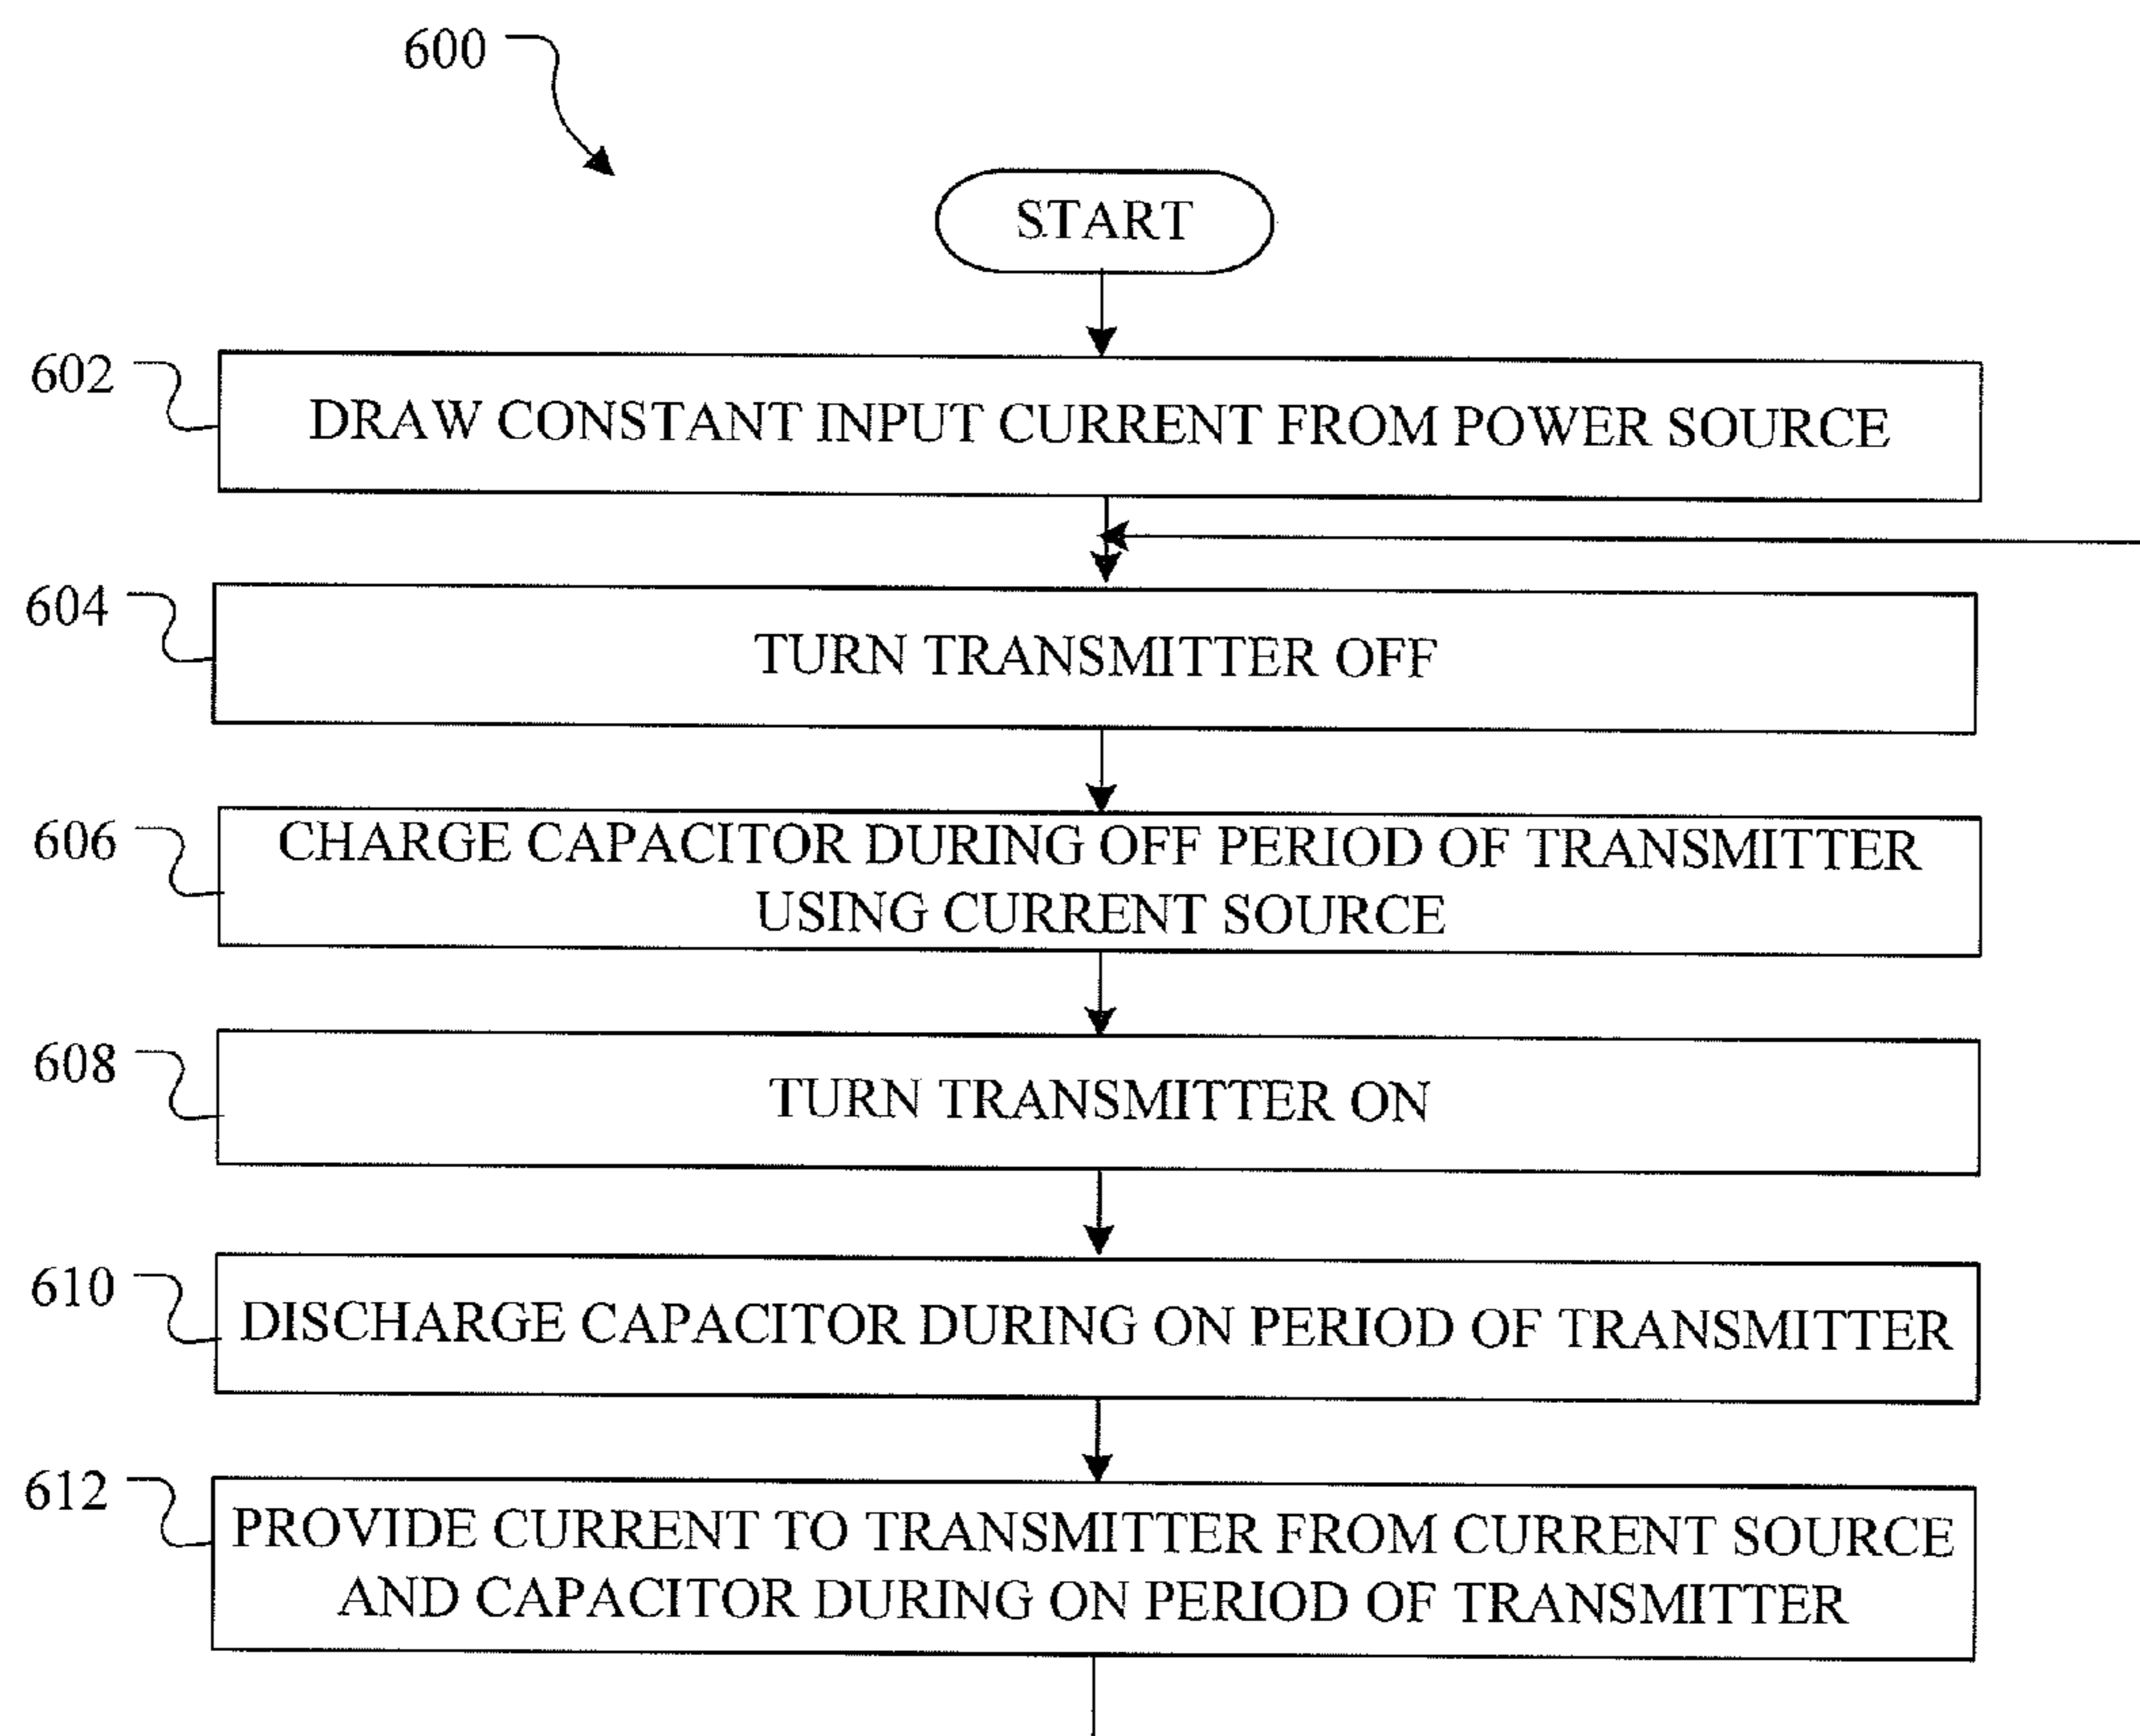 600
START
602
DRAW CONSTANT INPUT CURRENT FROM POWER SOURCE
604
TURN TRANSMITTER OFF
606
CHARGE CAPACITOR DURING OFF PERIOD OF TRANSMITTER
USING CURRENT SOURCE
608
TURN TRANSMITTER ON
610
DISCHARGE CAPACITOR DURING ON PERIOD OF TRANSMITTER
612
PROVIDE CURRENT TO TRANSMITTER FROM CURRENT SOURCE
AND CAPACITOR DURING ON PERIOD OF TRANSMITTER